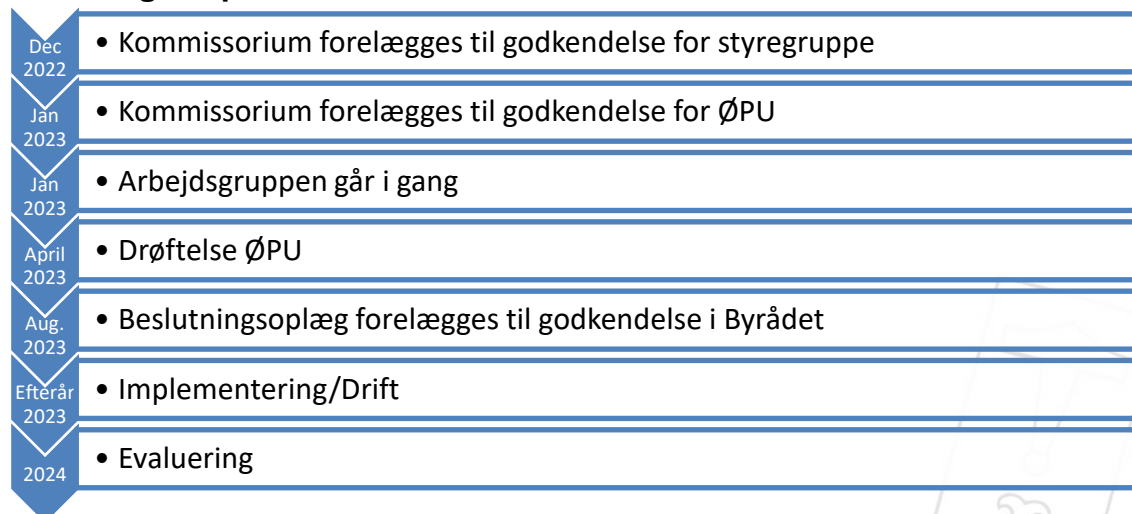 Dec
2022
• Kommissorium forelægges til godkendelse for styregruppe
Jan
2023
• Kommissorium forelægges til godkendelse for ØPU
Jan
2023
• Arbejdsgruppen går i gang
April
2023
• Drøftelse ØPU
Aug.
2023
• Beslutningsoplæg forelægges til godkendelse i Byrådet
Efterår
2023
• Implementering/Drift
2024
• Evaluering